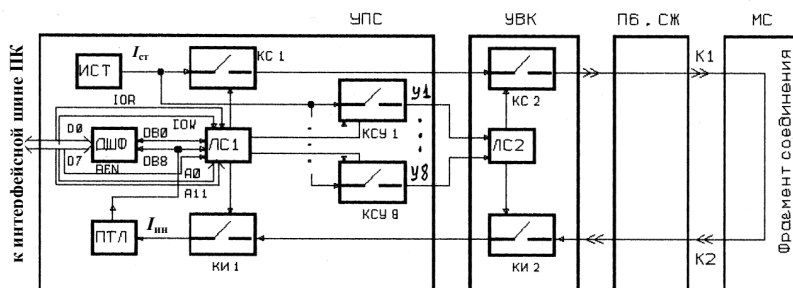 УПС
УВК
ПБ, СЖ
МС
Iст
КС 1
К1
ИСТ
КС 2
IOR
У1
IOW
D0
DB0
ДШФ
ЛС1
КСУ 1
ЛС2
D7
DB8
AEN
A0
У8
A11
КСУ 8
ПТЛ
Iин
КИ 1
КИ 2
К2
к интерфейсной шине ПК
Фрагмент соединения